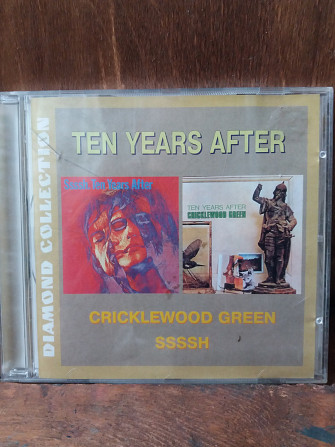 DIAMOND COLLECTION
TEN YEARS AFTER
Ssssh. Ten Years After
TEN YEARS AFTER
CRICKLEWOOD GREEN
CRICKLEWOOD GREEN
SSSSH